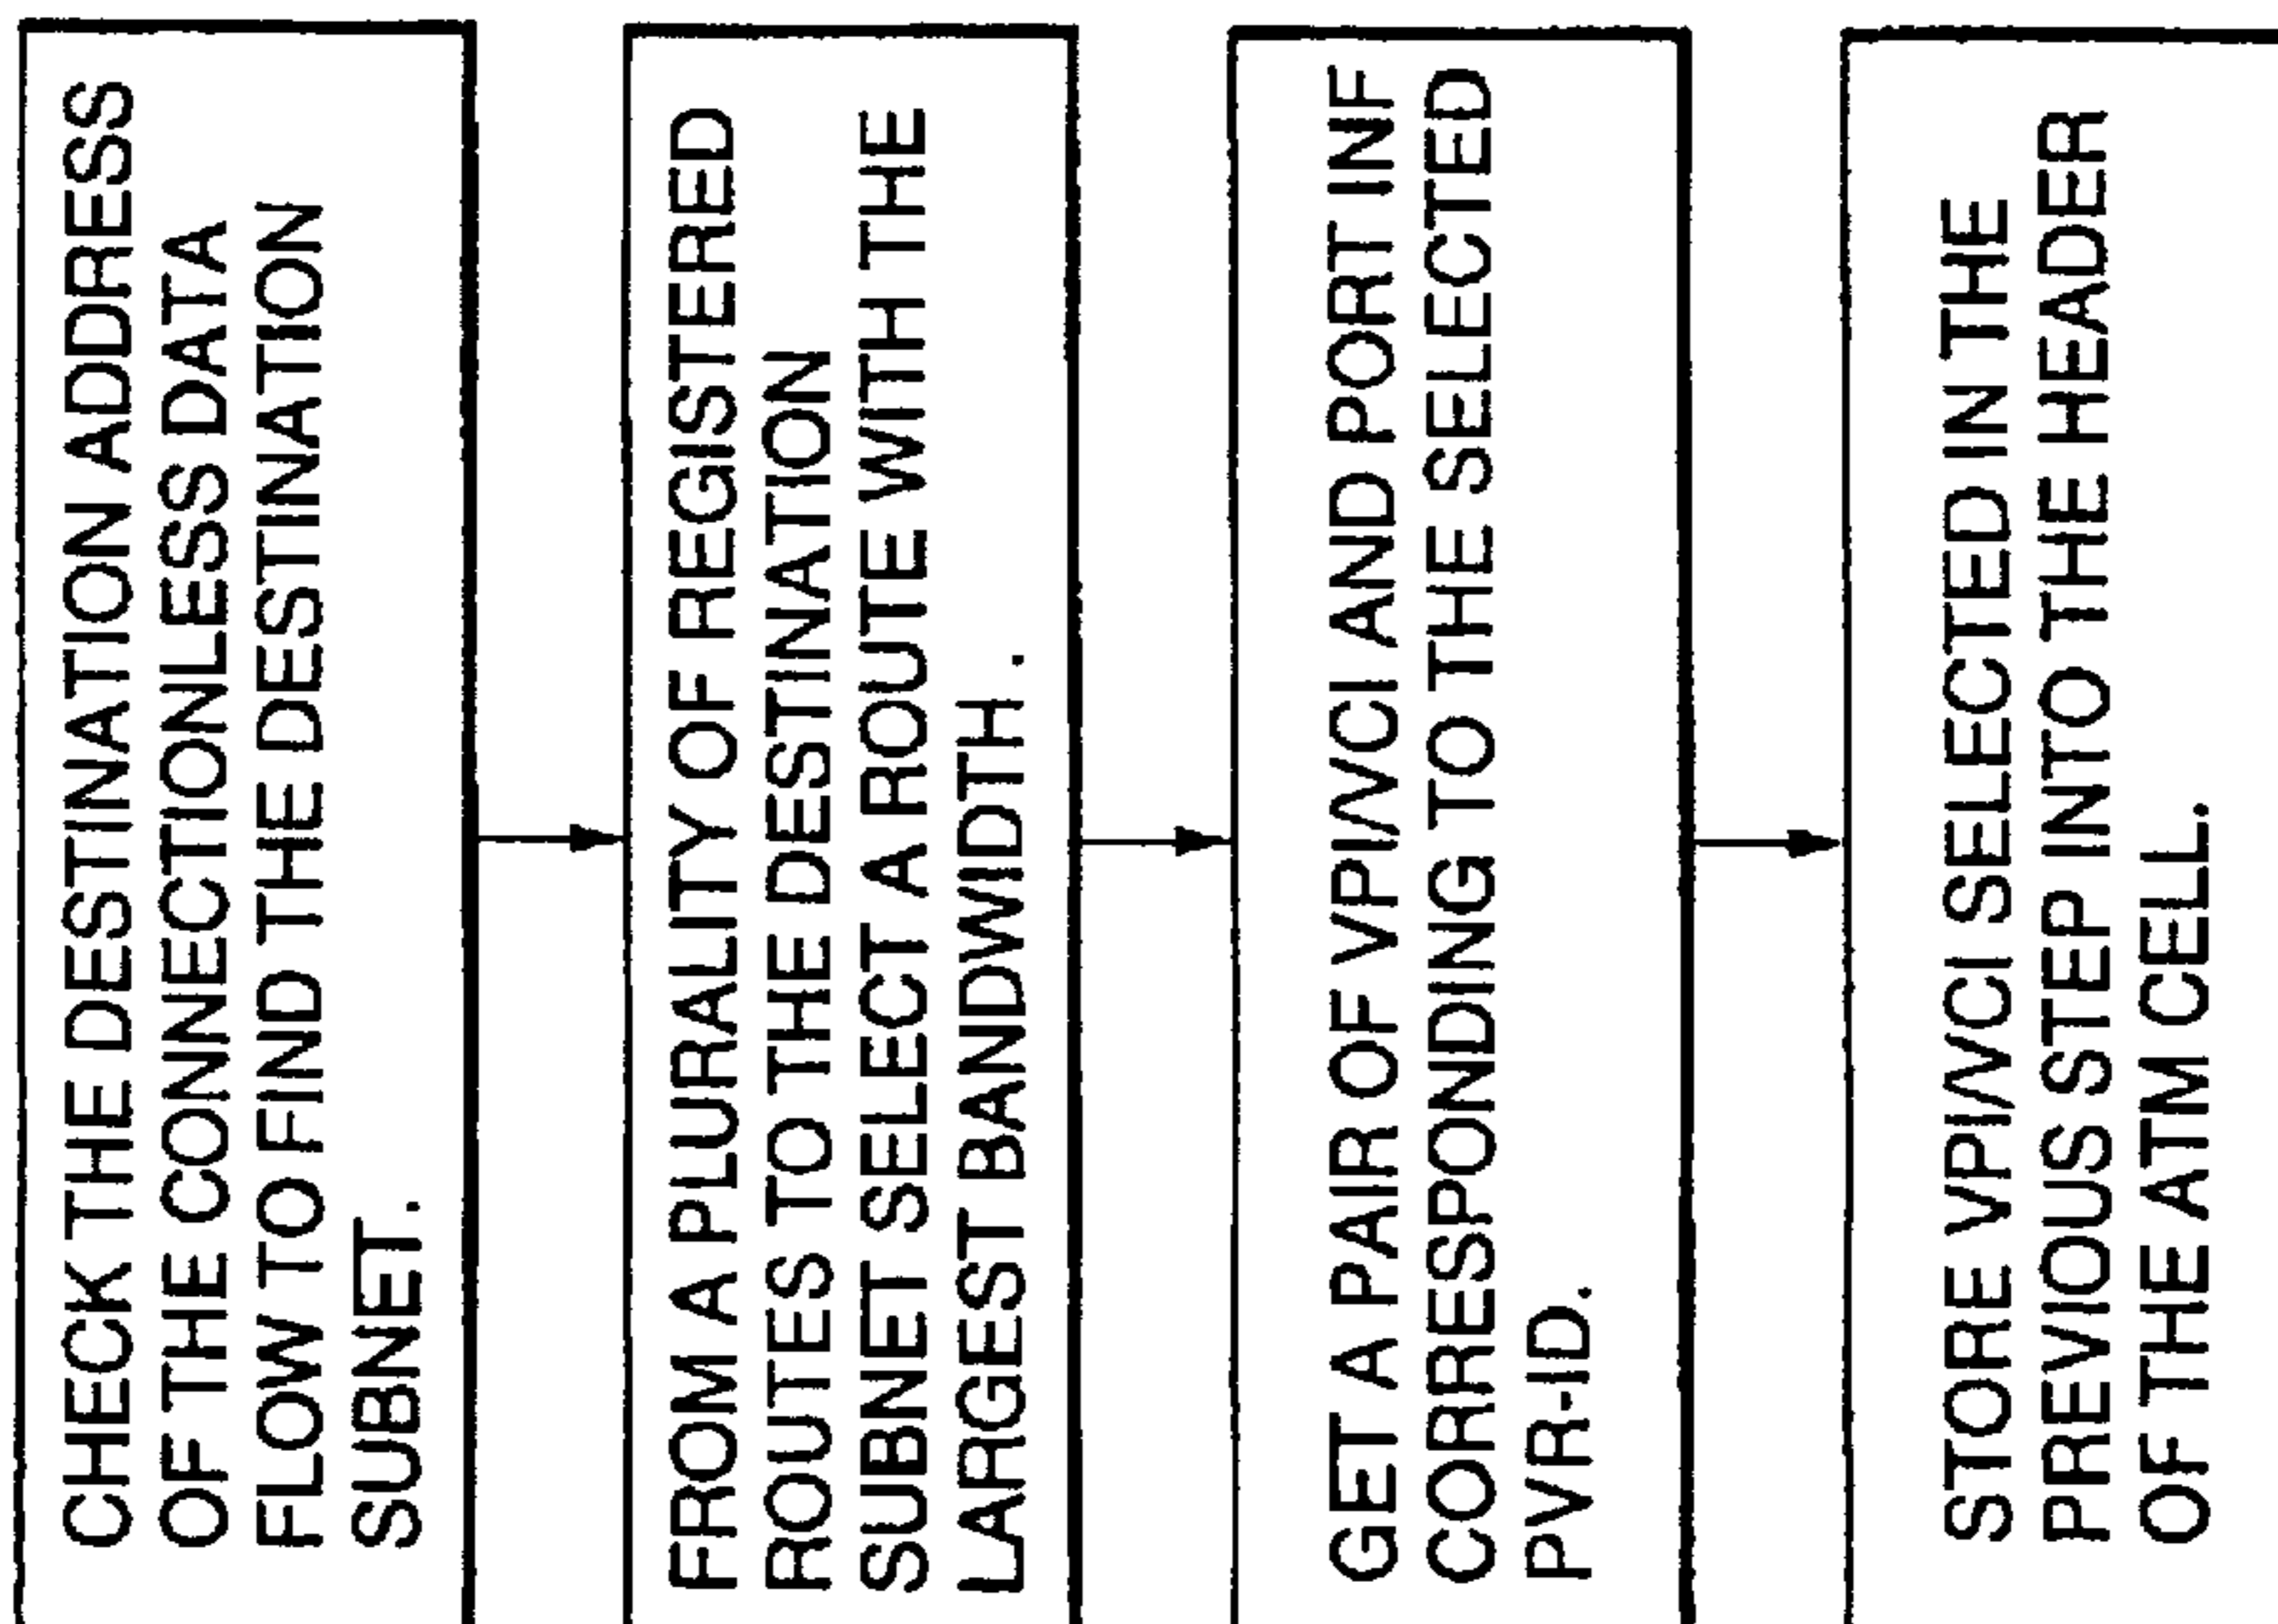 CHECK THE DESTINATION ADDRESS
OF THE CONNECTIONLESS DATA
FLOW TO FIND THE DESTINATION
SUBNET.
FROM A PLURALITY OF REGISTERED
ROUTES TO THE DESTINATION
SUBNET SELECT A ROUTE WITH THE
LARGEST BANDWIDTH.
GET A PAIR OF VPI/VCI AND PORT INF
CORRESPONDING TO THE SELECTED
PVR-ID.
STORE VPI/VCI SELECTED IN THE
PREVIOUS STEP INTO THE HEADER
OF THE ATM CELL.